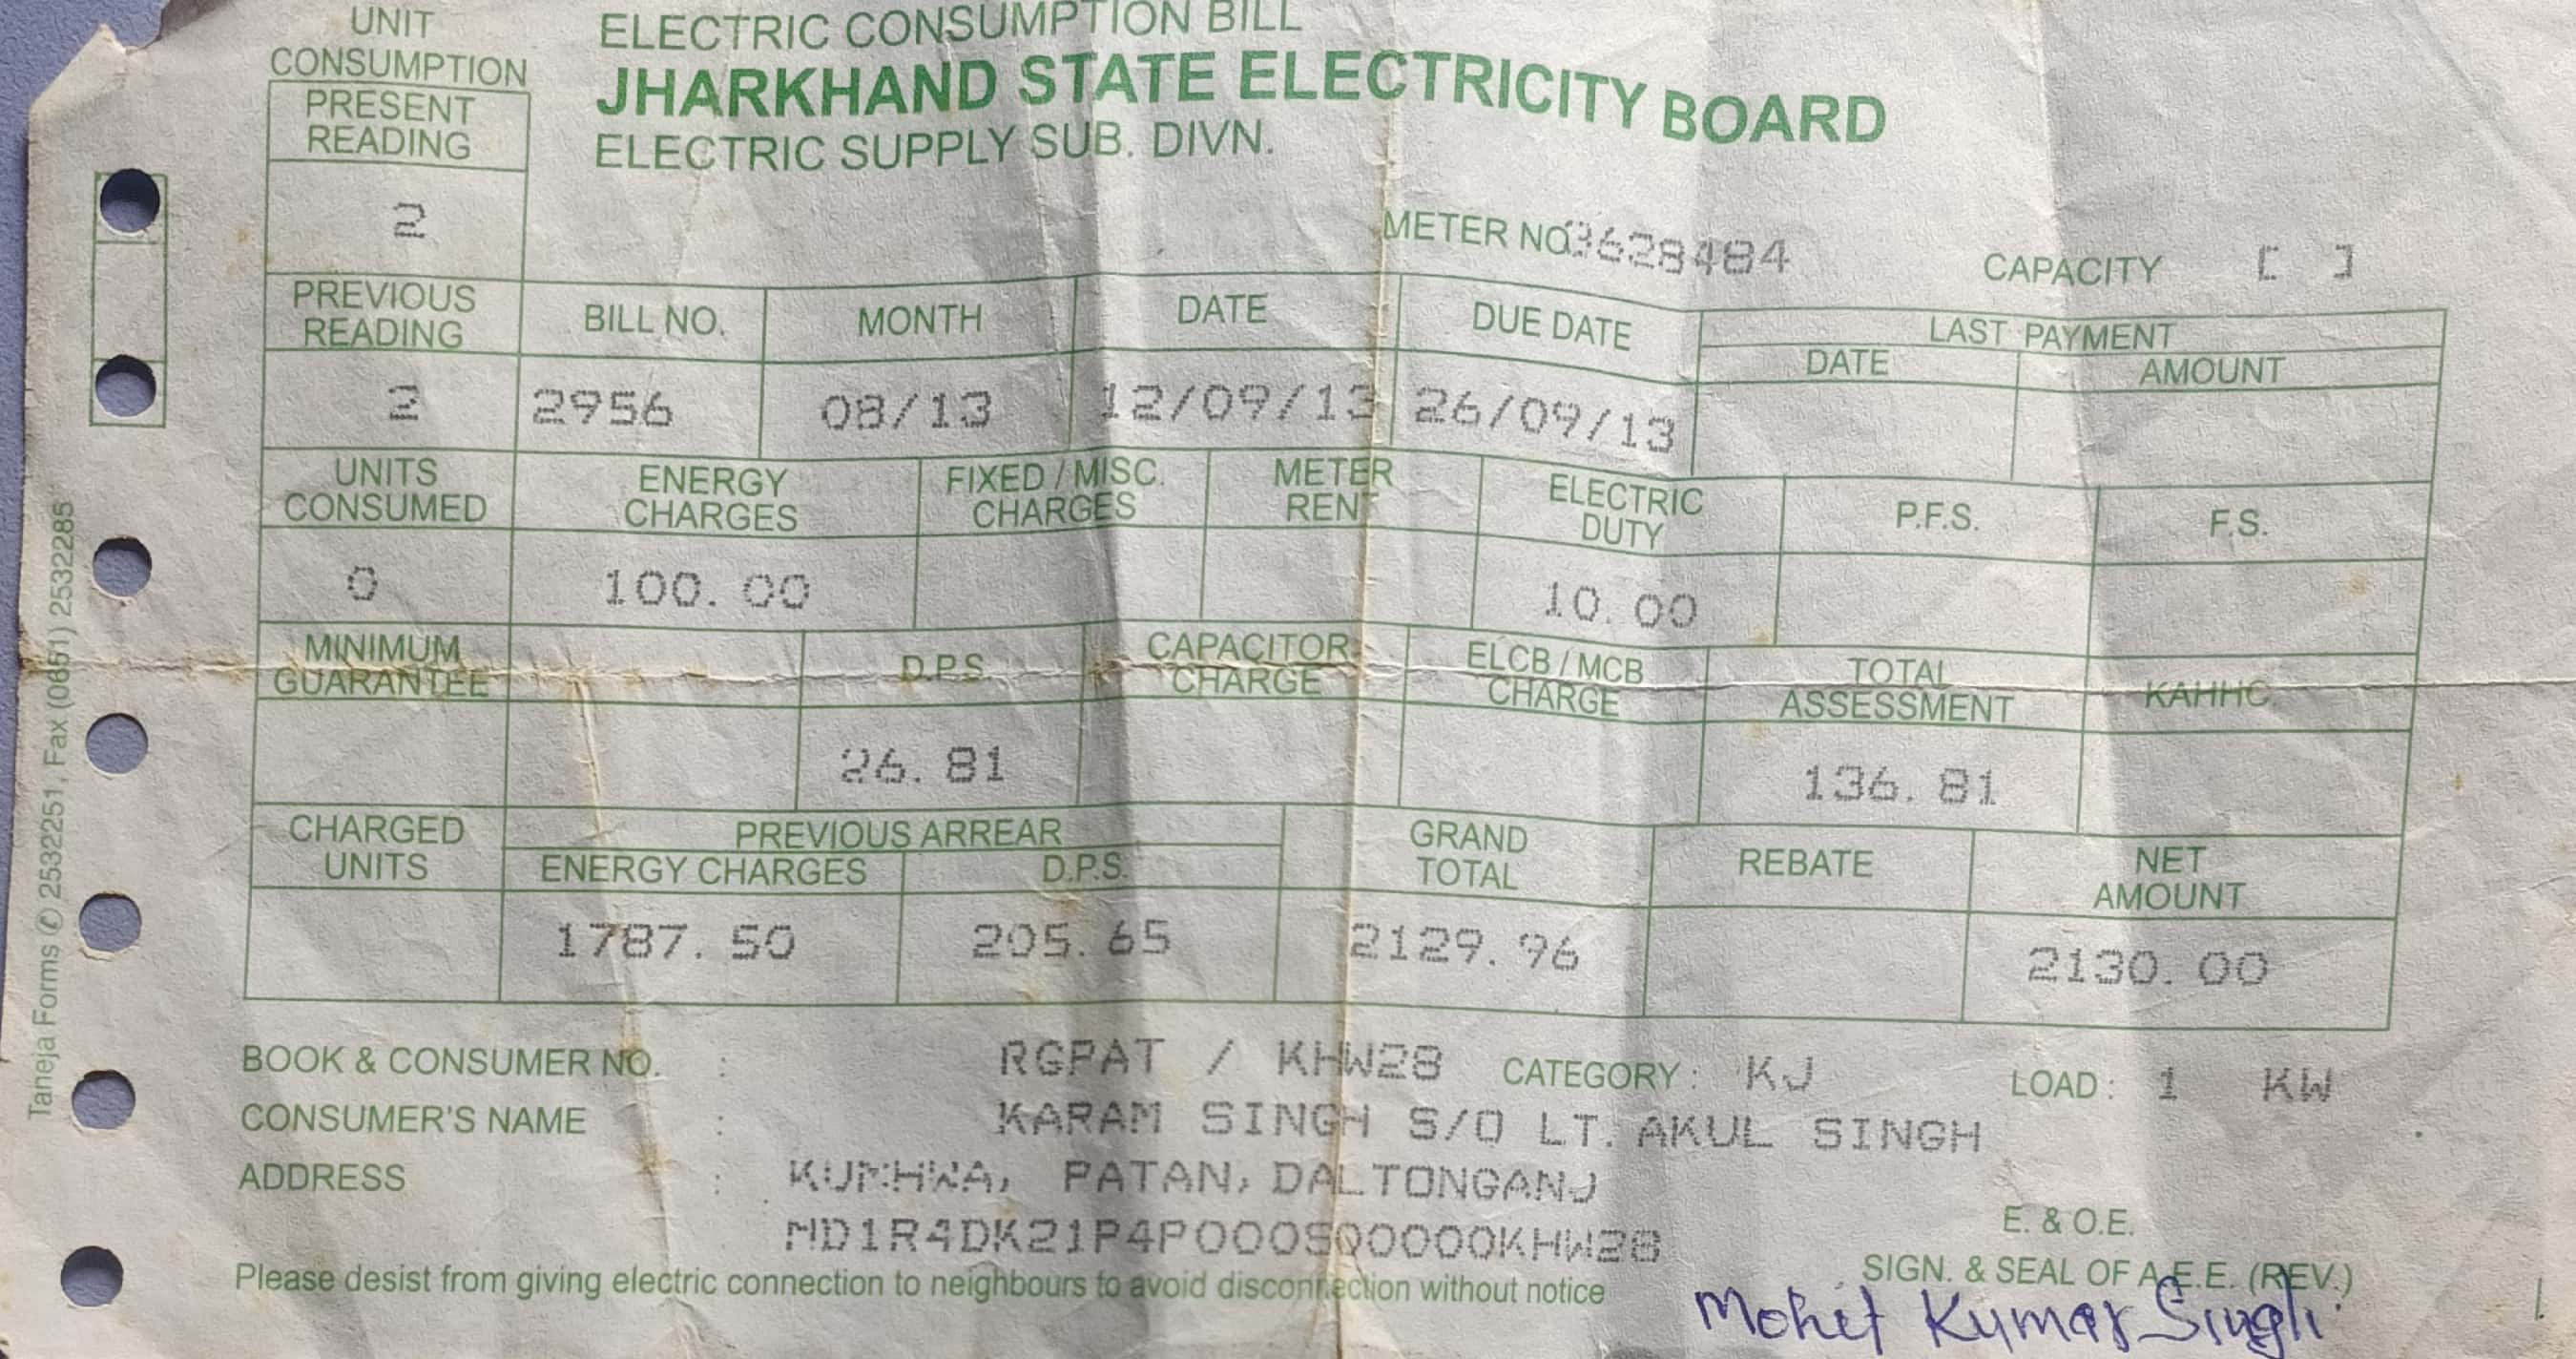 UNIT CONSUMPTION
ELECTRIC CONSUMPTION BILL
JHARKHAND STATE ELECTRICITY BOARD
ELECTRIC SUPPLY SUB. DIVN.
PRESENT READING
2
METER NO. 3628484 CAPACITY [ ]
PREVIOUS READING BILL NO. MONTH DATE DUE DATE LAST PAYMENT
DATE AMOUNT
2 2956 08/13 12/09/13 26/09/13
UNITS CONSUMED ENERGY CHARGES FIXED / MISC. CHARGES METER RENT ELECTRIC DUTY P.F.S. F.S.
0 100.00 10.00
MINIMUM GUARANTEE D.P.S. CAPACITOR CHARGE ELCB / MCB CHARGE TOTAL ASSESSMENT KAHHC
26.81 136.81
CHARGED UNITS PREVIOUS ARREAR GRAND TOTAL REBATE NET AMOUNT
ENERGY CHARGES D.P.S.
1787.50 205.65 2129.96 2130.00
BOOK & CONSUMER NO. : RGPAT / KHW28 CATEGORY : KJ LOAD : 1 KW
CONSUMER'S NAME : KARAM SINGH S/O LT. AKUL SINGH
ADDRESS : KUMHWA, PATAN, DALTONGANJ
MD1R4DK21P4P000SQ0000KHW28
E. & O.E.
Please desist from giving electric connection to neighbours to avoid disconnection without notice
SIGN. & SEAL OF A.E.E. (REV.)
Mohit Kumar Singh
Taneja Forms ✆ 2532251, Fax (0651) 2532285